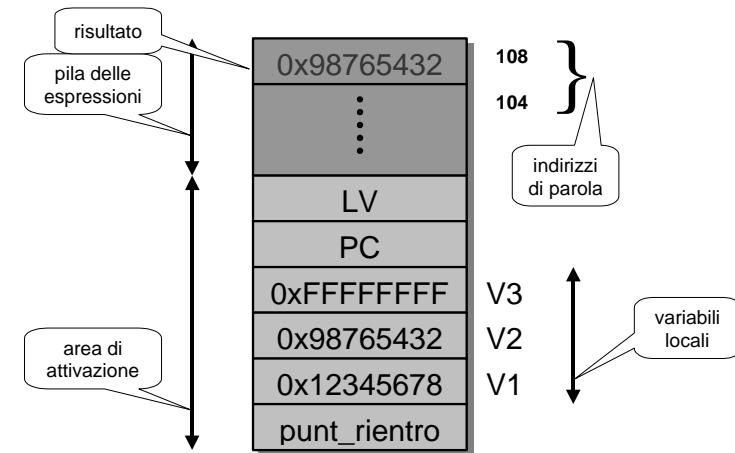 risultato
pila delle
espressioni
0x98765432
108
104
}
indirizzi
di parola
LV
PC
0xFFFFFFFF
V3
0x98765432
V2
0x12345678
V1
punt_rientro
variabili
locali
area di
attivazione